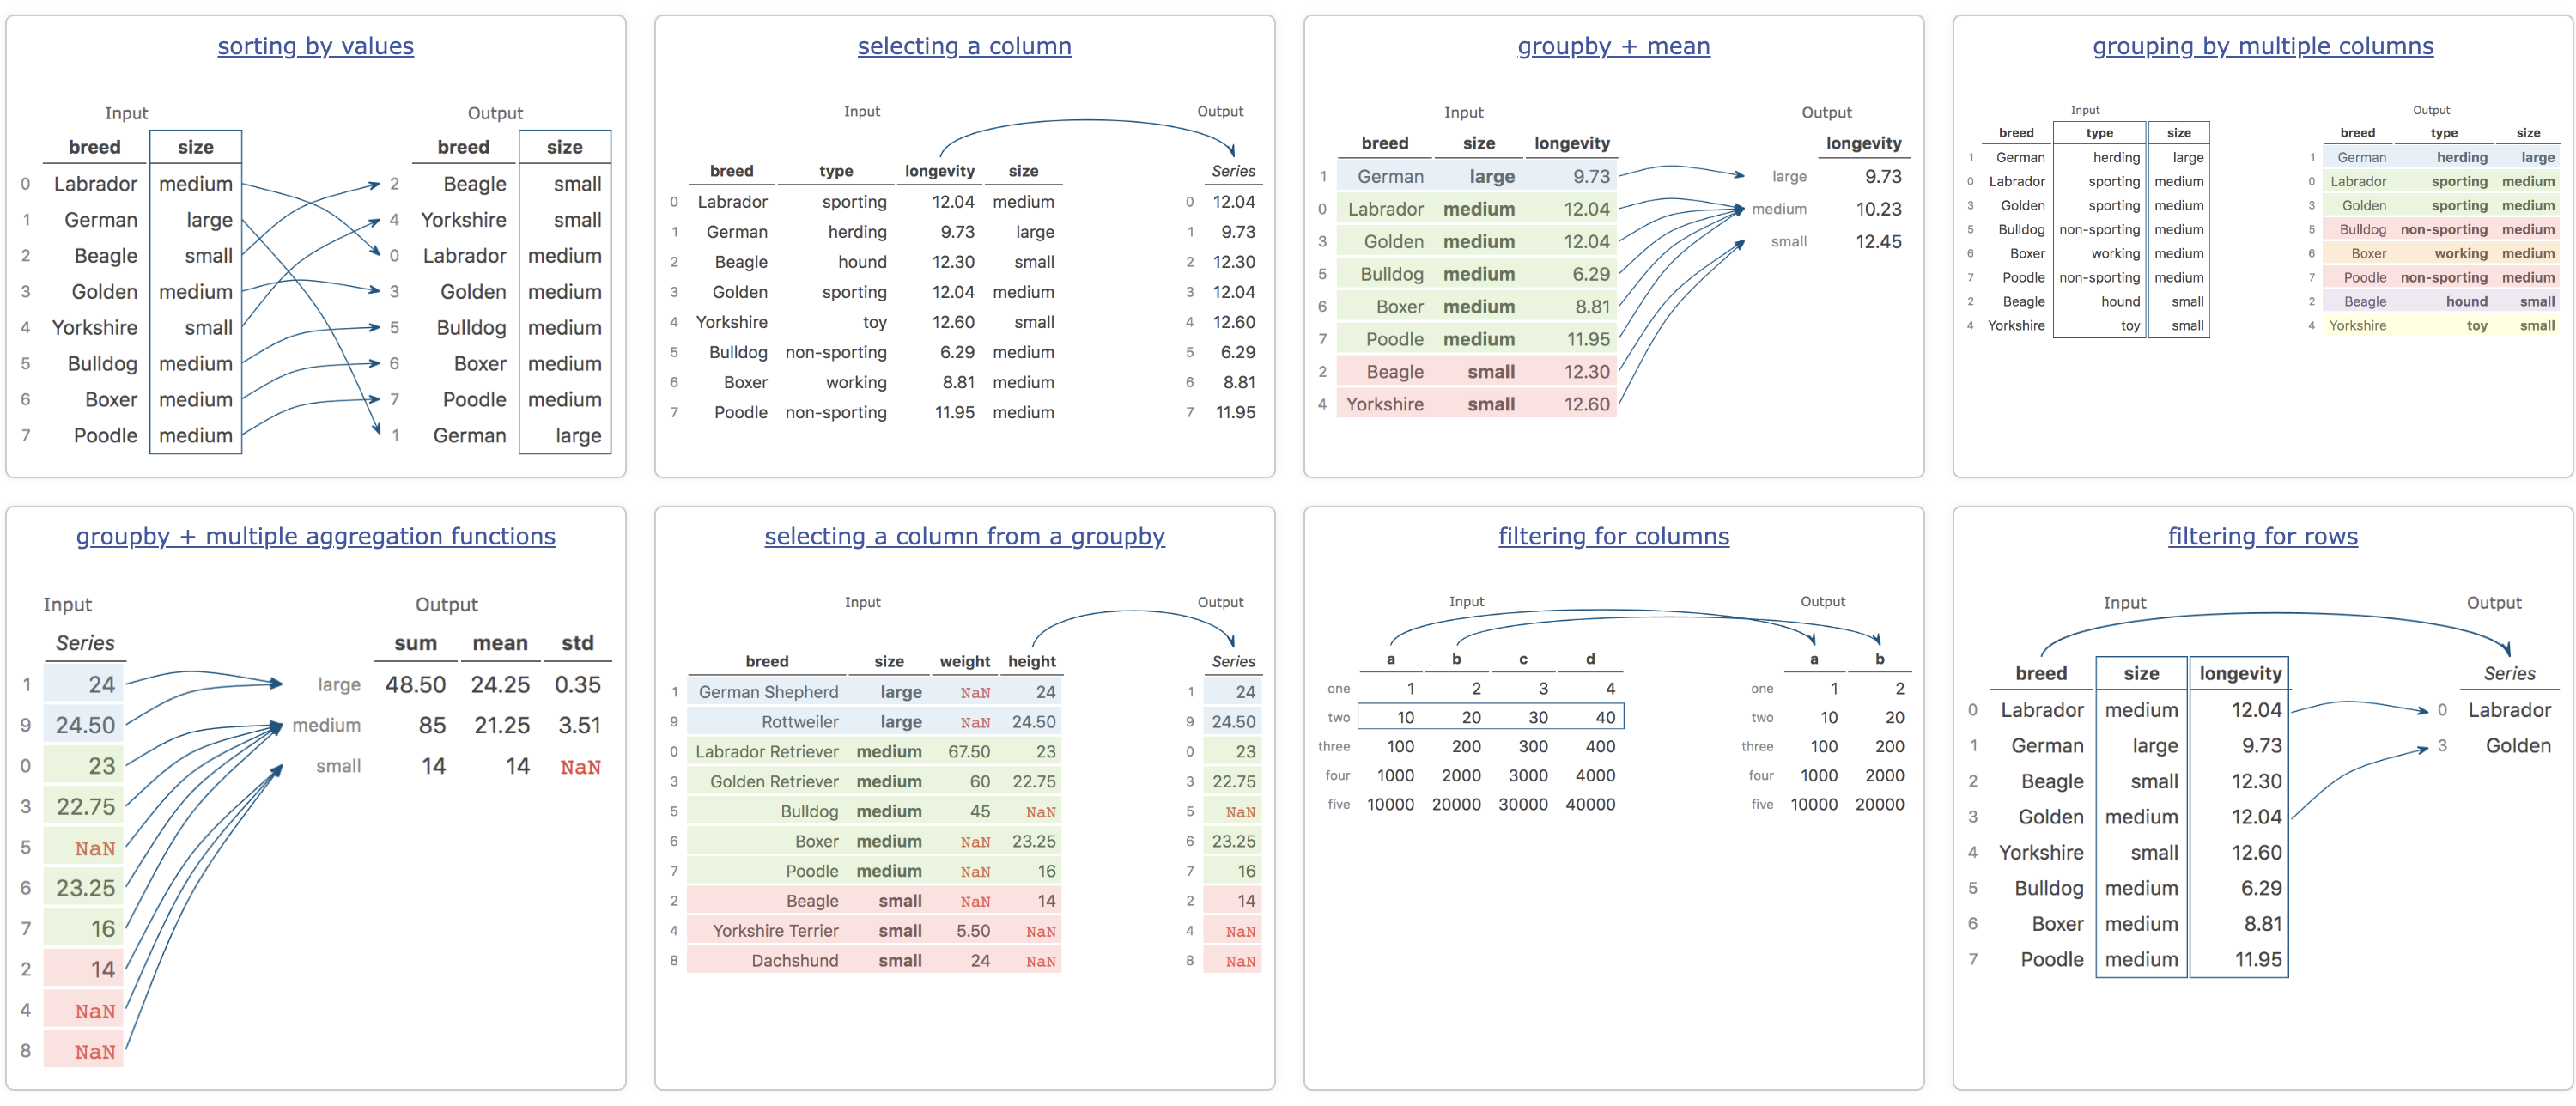 sorting by values
Input Output
breed size breed size
0 Labrador medium 2 Beagle small
1 German large 4 Yorkshire small
2 Beagle small 0 Labrador medium
3 Golden medium 3 Golden medium
4 Yorkshire small 5 Bulldog medium
5 Bulldog medium 6 Boxer medium
6 Boxer medium 7 Poodle medium
7 Poodle medium 1 German large
selecting a column
Input Output
breed type longevity size Series
0 Labrador sporting 12.04 medium 0 12.04
1 German herding 9.73 large 1 9.73
2 Beagle hound 12.30 small 2 12.30
3 Golden sporting 12.04 medium 3 12.04
4 Yorkshire toy 12.60 small 4 12.60
5 Bulldog non-sporting 6.29 medium 5 6.29
6 Boxer working 8.81 medium 6 8.81
7 Poodle non-sporting 11.95 medium 7 11.95
groupby + mean
Input Output
breed size longevity longevity
1 German large 9.73 large 9.73
0 Labrador medium 12.04 medium 10.23
3 Golden medium 12.04 small 12.45
5 Bulldog medium 6.29
6 Boxer medium 8.81
7 Poodle medium 11.95
2 Beagle small 12.30
4 Yorkshire small 12.60
grouping by multiple columns
Input Output
breed type size breed type size
1 German herding large 1 German herding large
0 Labrador sporting medium 0 Labrador sporting medium
3 Golden sporting medium 3 Golden sporting medium
5 Bulldog non-sporting medium 5 Bulldog non-sporting medium
6 Boxer working medium 6 Boxer working medium
7 Poodle non-sporting medium 7 Poodle non-sporting medium
2 Beagle hound small 2 Beagle hound small
4 Yorkshire toy small 4 Yorkshire toy small
groupby + multiple aggregation functions
Input Output
Series sum mean std
1 24 large 48.50 24.25 0.35
9 24.50 medium 85 21.25 3.51
0 23 small 14 14 NaN
3 22.75
5 NaN
6 23.25
7 16
2 14
4 NaN
8 NaN
selecting a column from a groupby
Input Output
breed size weight height Series
1 German Shepherd large NaN 24 1 24
9 Rottweiler large NaN 24.50 9 24.50
0 Labrador Retriever medium 67.50 23 0 23
3 Golden Retriever medium 60 22.75 3 22.75
5 Bulldog medium 45 NaN 5 NaN
6 Boxer medium NaN 23.25 6 23.25
7 Poodle medium NaN 16 7 16
2 Beagle small NaN 14 2 14
4 Yorkshire Terrier small 5.50 NaN 4 NaN
8 Dachshund small 24 NaN 8 NaN
filtering for columns
Input Output
a b c d a b
one 1 2 3 4 one 1 2
two 10 20 30 40 two 10 20
three 100 200 300 400 three 100 200
four 1000 2000 3000 4000 four 1000 2000
five 10000 20000 30000 40000 five 10000 20000
filtering for rows
Input Output
breed size longevity Series
0 Labrador medium 12.04 0 Labrador
1 German large 9.73 3 Golden
2 Beagle small 12.30
3 Golden medium 12.04
4 Yorkshire small 12.60
5 Bulldog medium 6.29
6 Boxer medium 8.81
7 Poodle medium 11.95